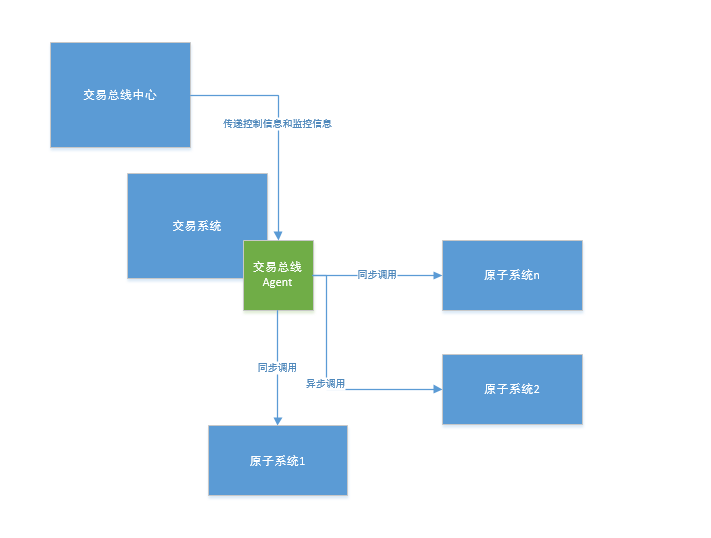 交易总线中心
传递控制信息和监控信息
交易系统
交易总线
Agent
同步调用
原子系统n
同步调用
异步调用
原子系统2
原子系统1